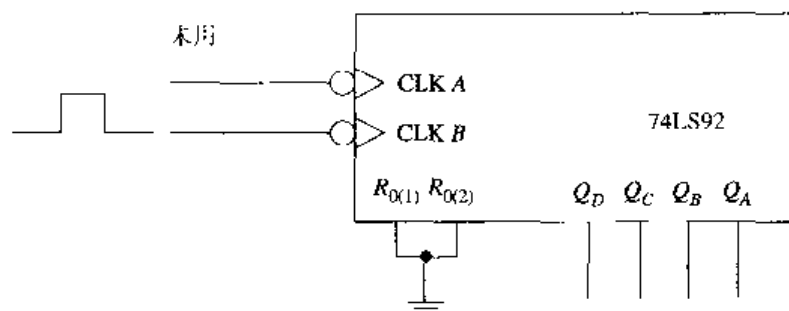 未用
CLK A
CLK B
74LS92
R0(1) R0(2)
QD QC QB QA